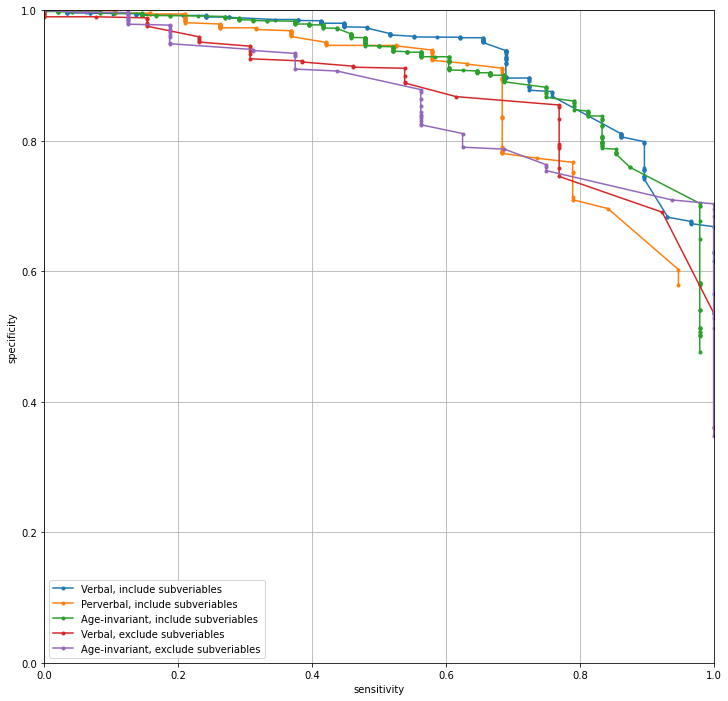 1.0
0.8
0.6
0.4
0.2
0.0
specificity
Verbal, include subveriables
Perverbal, include subveriables
Age-invariant, include subveriables
Verbal, exclude subveriables
Age-invariant, exclude subveriables
0.0 0.2 0.4 0.6 0.8 1.0
sensitivity